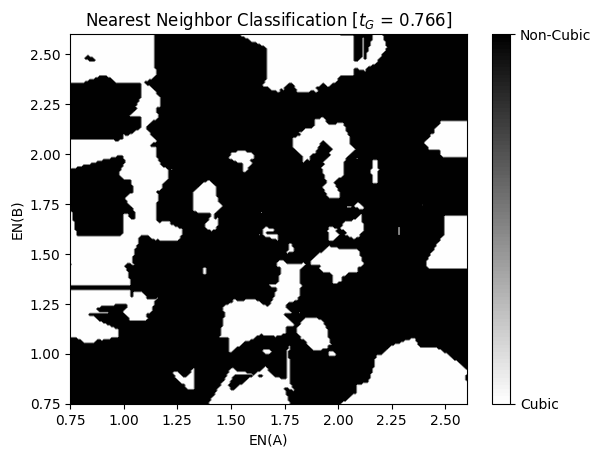 Nearest Neighbor Classification [t_G = 0.766]
Non-Cubic
2.50
2.25
2.00
1.75
1.50
1.25
1.00
0.75
EN(B)
Cubic
0.75 1.00 1.25 1.50 1.75 2.00 2.25 2.50
EN(A)